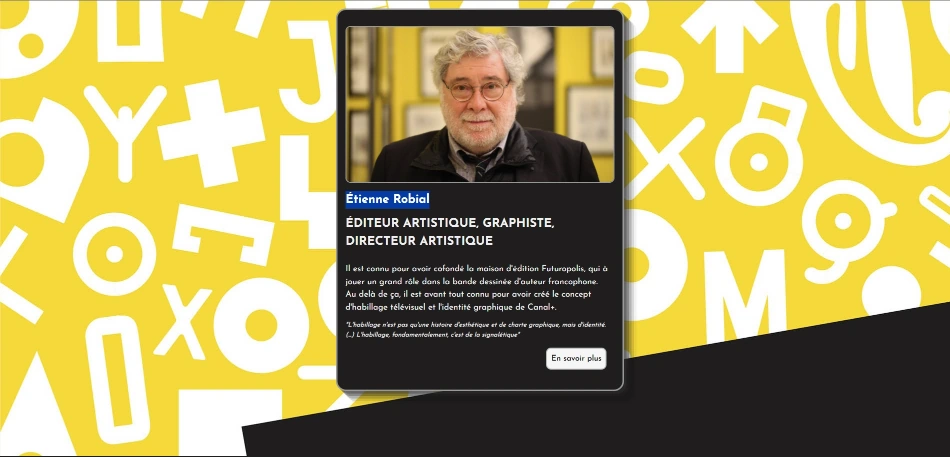 Étienne Robial
ÉDITEUR ARTISTIQUE, GRAPHISTE,
DIRECTEUR ARTISTIQUE
Il est connu pour avoir cofondé la maison d'édition Futuropolis, qui à
jouer un grand rôle dans la bande dessinée d'auteur francophone.
Au delà de ça, il est avant tout connu pour avoir créé le concept
d'habillage télévisuel et l'identité graphique de Canal+.
"L'habillage n'est pas qu'une histoire d'esthétique et de charte graphique, mais d'identité.
(...) L'habillage, fondamentalement, c'est de la signalétique"
En savoir plus